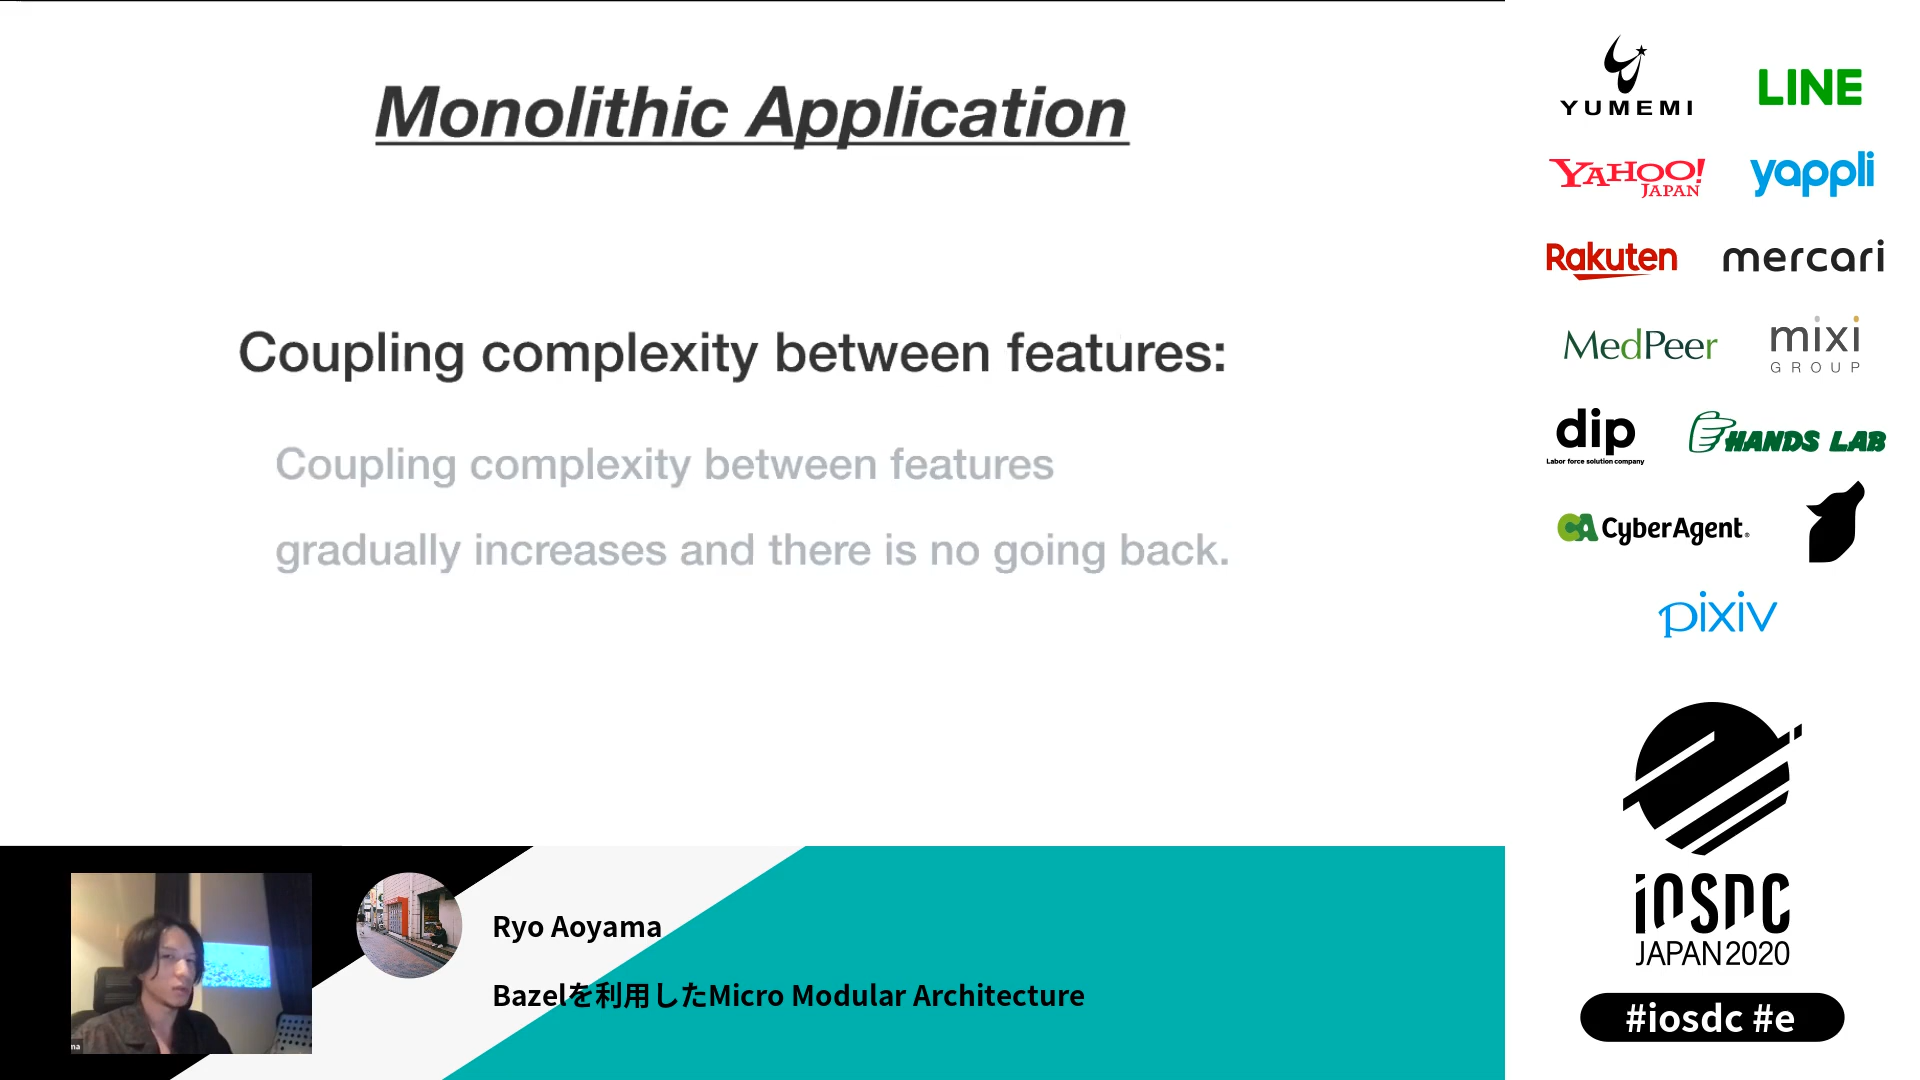 Monolithic Application
Coupling complexity between features:
Coupling complexity between features
gradually increases and there is no going back.
Ryo Aoyama
Bazelを利用したMicro Modular Architecture
ma
YUMEMI
LINE
YAHOO!
JAPAN
yappli
Rakuten
mercari
MedPeer
mixi
GROUP
dip
Labor force solution company
HANDS LAB
CA CyberAgent.
pixiv
iOSDC
JAPAN 2020
#iosdc #e